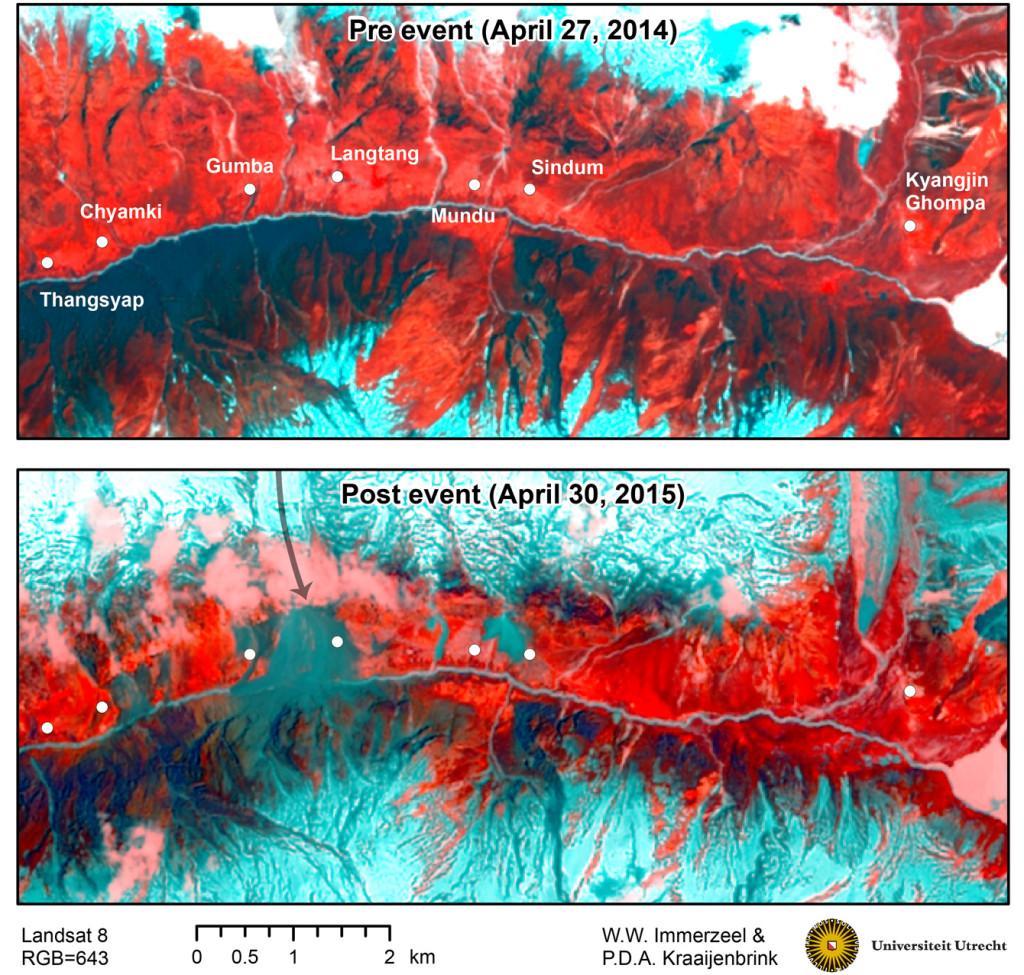 Pre event (April 27, 2014)
Langtang
Gumba
Sindum
Kyangjin
Ghompa
Chyamki
Mundu
Thangsyap
Post event (April 30, 2015)
Landsat 8
RGB=643
0 0.5 1 2 km
W.W. Immerzeel &
P.D.A. Kraaijenbrink
Universiteit Utrecht